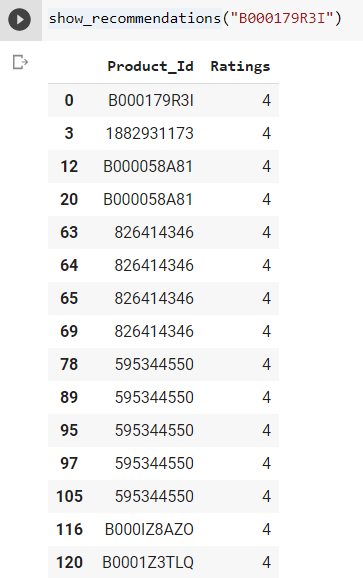 show_recommendations("B000179R3I")
Product_Id Ratings
0 B000179R3I 4
3 1882931173 4
12 B000058A81 4
20 B000058A81 4
63 826414346 4
64 826414346 4
65 826414346 4
69 826414346 4
78 595344550 4
89 595344550 4
95 595344550 4
97 595344550 4
105 595344550 4
116 B000IZ8AZO 4
120 B0001Z3TLQ 4